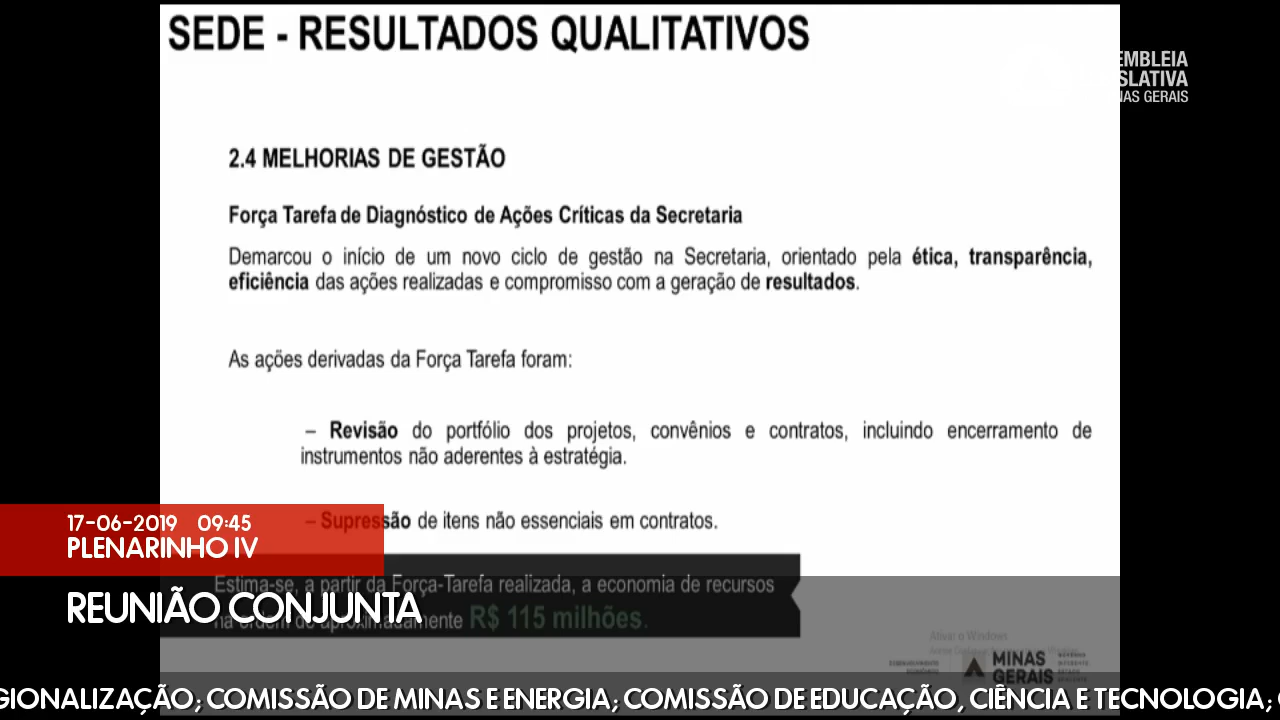 SEDE - RESULTADOS QUALITATIVOS
EMBLEIA
SLATIVA
NAS GERAIS
2.4 MELHORIAS DE GESTÃO
Força Tarefa de Diagnóstico de Ações Críticas da Secretaria
Demarcou o início de um novo ciclo de gestão na Secretaria, orientado pela ética, transparência,
eficiência das ações realizadas e compromisso com a geração de resultados.
As ações derivadas da Força Tarefa foram:
– Revisão do portfólio dos projetos, convênios e contratos, incluindo encerramento de
instrumentos não aderentes à estratégia.
– Supressão de itens não essenciais em contratos.
17-06-2019 09:45
PLENARINHO IV
Estima-se, a partir da Força-Tarefa realizada, a economia de recursos
na ordem de aproximadamente R$ 115 milhões.
REUNIÃO CONJUNTA
Ativar o Windows
DESENVOLVIMENTO
ECONÔMICO
MINAS
GERAIS
GIONALIZAÇÃO; COMISSÃO DE MINAS E ENERGIA; COMISSÃO DE EDUCAÇÃO, CIÊNCIA E TECNOLOGIA;